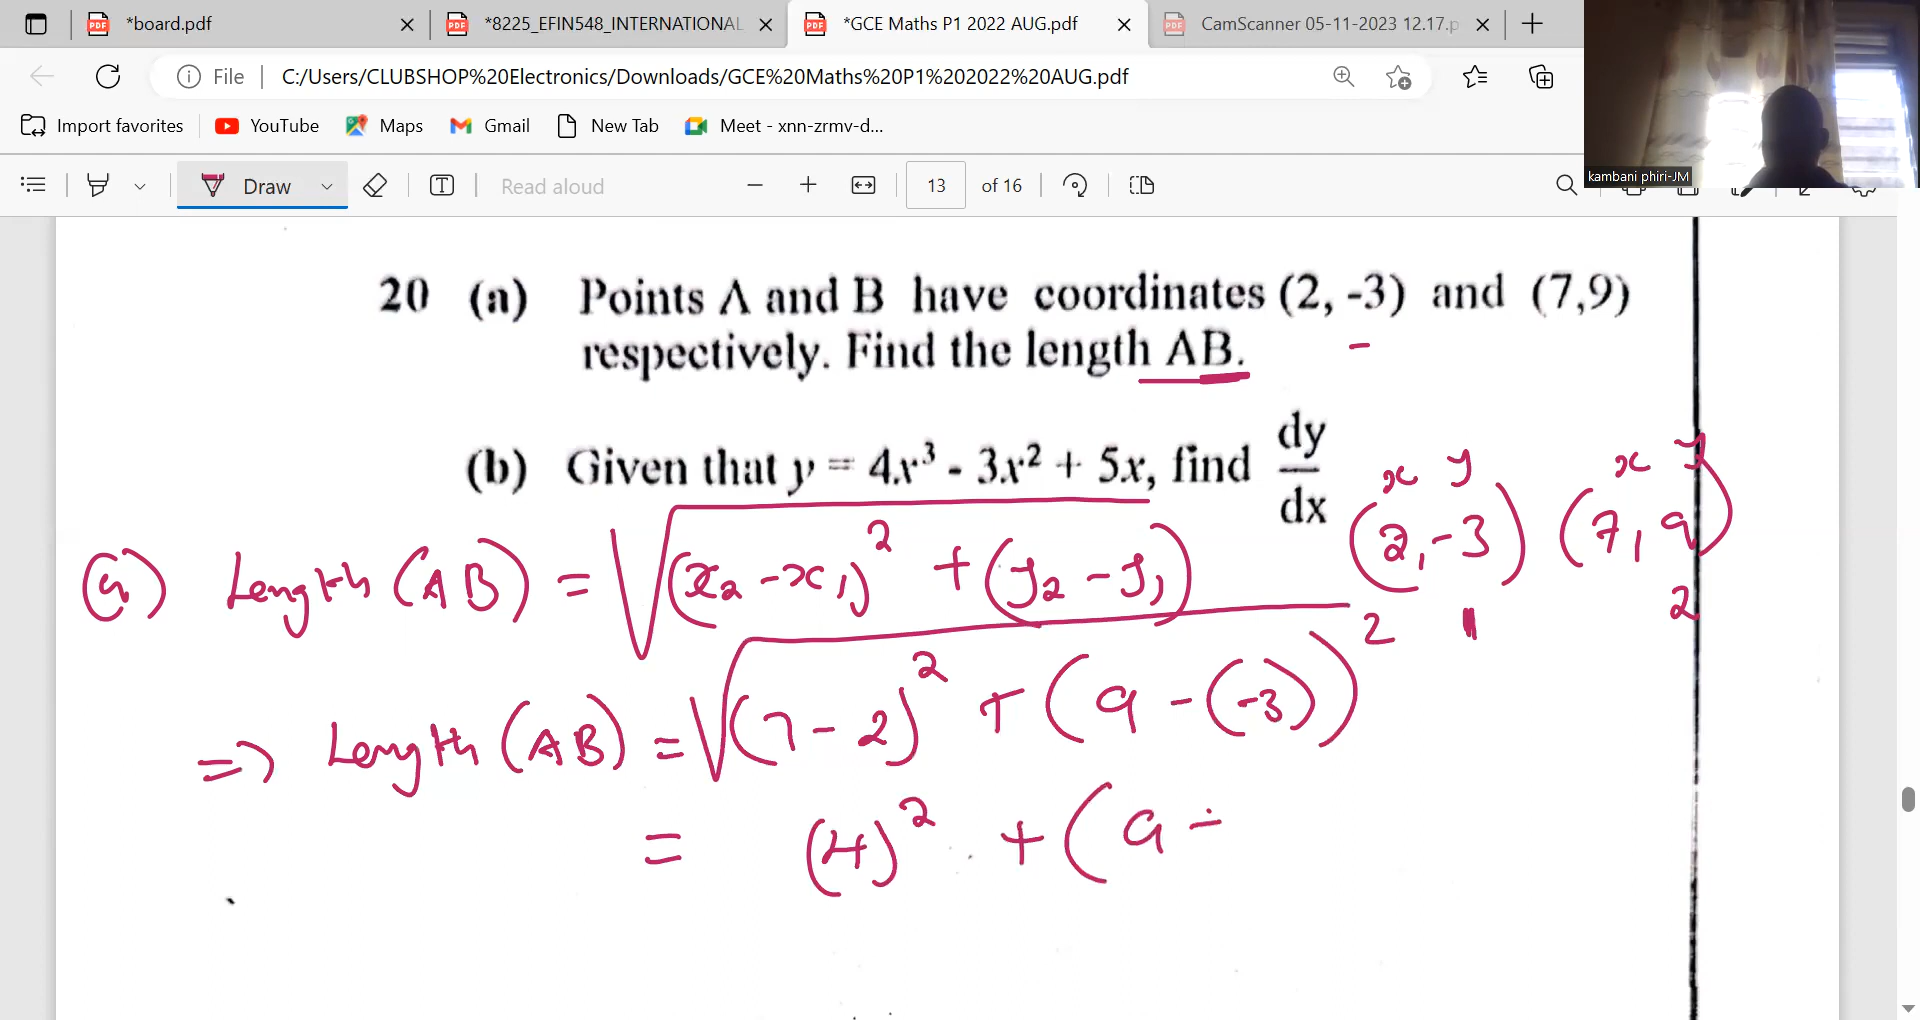 *board.pdf
*8225_EFIN548_INTERNATIONAL
*GCE Maths P1 2022 AUG.pdf
CamScanner 05-11-2023 12.17.p
File
C:/Users/CLUBSHOP%20Electronics/Downloads/GCE%20Maths%20P1%202022%20AUG.pdf
Import favorites
YouTube
Maps
Gmail
New Tab
Meet - xnn-zrmv-d...
kambani phiri-JM
Draw
Read aloud
13 of 16
20 (a) Points A and B have coordinates (2, -3) and (7,9)
respectively. Find the length AB.
(b) Given that y = 4x³ - 3x² + 5x, find dy/dx
x y x y
(2, -3) (7, 9)
1 2
(a) Length (AB) = √(x₂ - x₁)² + (y₂ - y₁)²
=> Length (AB) = √(7 - 2)² + (9 - (-3))
= (4)² + (9 ÷